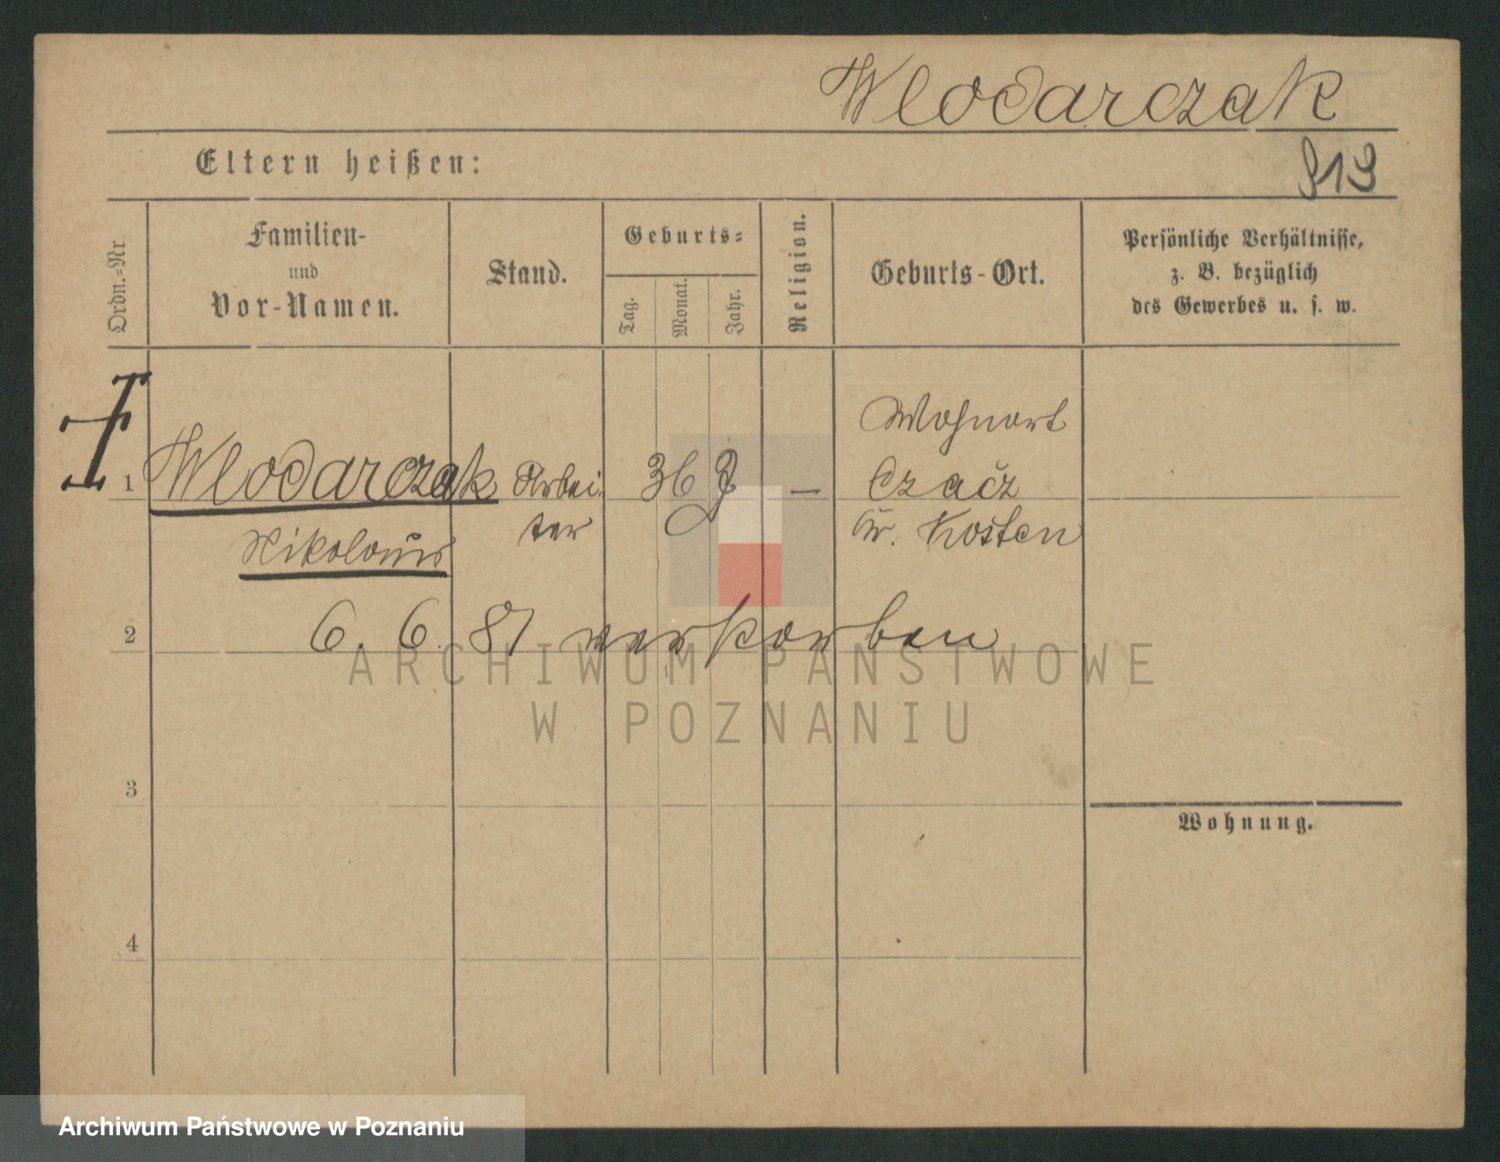 Wlodarczak
Eltern heißen:
919
Ordn.-Nr.
Familien-
und
Vor-Namen.
Stand.
Geburts-
Tag.
Monat.
Jahr.
Religion.
Geburts-Ort.
Persönliche Verhältnisse,
z. B. bezüglich
des Gewerbes u. s. w.
Wohnort
1 Wlodarczak Arbei- 36 J – Czacz
Nikolaus ter Kr. Kosten
2 6. 6. 81 verstorben
ARCHIWUM PAŃSTWOWE
W POZNANIU
3
Wohnung.
4
Archiwum Państwowe w Poznaniu